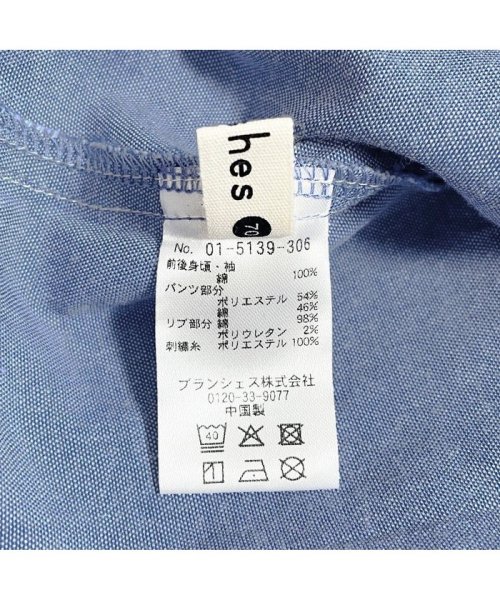 hes
70
No. 01-5139-306
前後身頃・袖
綿 100%
パンツ部分
ポリエステル 54%
綿 46%
リブ部分 綿 98%
ポリウレタン 2%
刺繍糸 ポリエステル 100%
ブランシェス株式会社
0120-33-9077
中国製
40